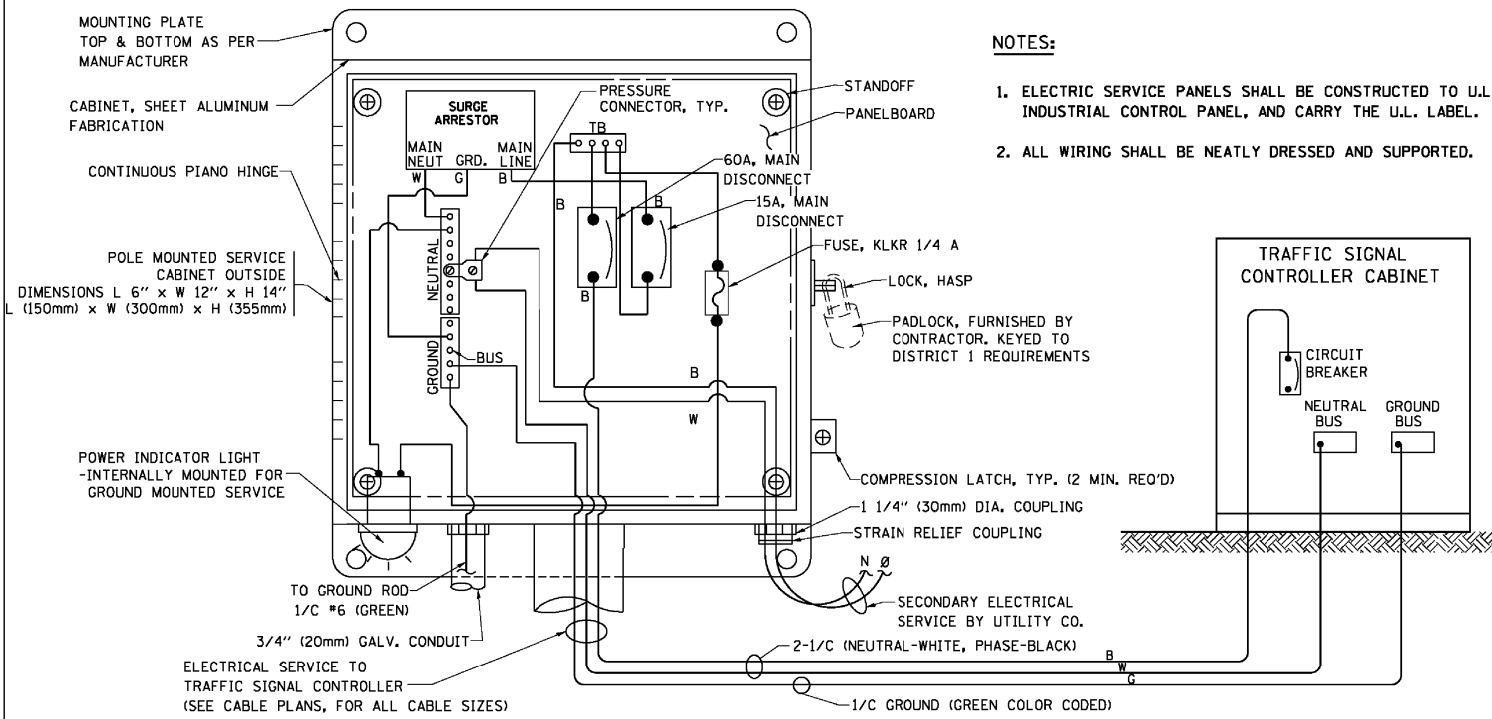 MOUNTING PLATE
TOP & BOTTOM AS PER
MANUFACTURER
CABINET, SHEET ALUMINUM
FABRICATION
CONTINUOUS PIANO HINGE
POLE MOUNTED SERVICE
CABINET OUTSIDE
DIMENSIONS L 6" x W 12" x H 14"
L (150mm) x W (300mm) x H (355mm)
POWER INDICATOR LIGHT
-INTERNALLY MOUNTED FOR
GROUND MOUNTED SERVICE
SURGE
ARRESTOR
MAIN
NEUT
GRD.
MAIN
LINE
W
G
B
PRESSURE
CONNECTOR, TYP.
TB
STANDOFF
PANELBOARD
60A, MAIN
DISCONNECT
15A, MAIN
DISCONNECT
B
B
B
NEUTRAL
GROUND
BUS
FUSE, KLKR 1/4 A
LOCK, HASP
PADLOCK, FURNISHED BY
CONTRACTOR. KEYED TO
DISTRICT 1 REQUIREMENTS
B
W
COMPRESSION LATCH, TYP. (2 MIN. REQ'D)
1 1/4" (30mm) DIA. COUPLING
STRAIN RELIEF COUPLING
N Ø
SECONDARY ELECTRICAL
SERVICE BY UTILITY CO.
TO GROUND ROD
1/C #6 (GREEN)
3/4" (20mm) GALV. CONDUIT
ELECTRICAL SERVICE TO
TRAFFIC SIGNAL CONTROLLER
(SEE CABLE PLANS, FOR ALL CABLE SIZES)
2-1/C (NEUTRAL-WHITE, PHASE-BLACK)
B
W
G
1/C GROUND (GREEN COLOR CODED)
NOTES:
1. ELECTRIC SERVICE PANELS SHALL BE CONSTRUCTED TO U.L
INDUSTRIAL CONTROL PANEL, AND CARRY THE U.L. LABEL.
2. ALL WIRING SHALL BE NEATLY DRESSED AND SUPPORTED.
TRAFFIC SIGNAL
CONTROLLER CABINET
CIRCUIT
BREAKER
NEUTRAL
BUS
GROUND
BUS